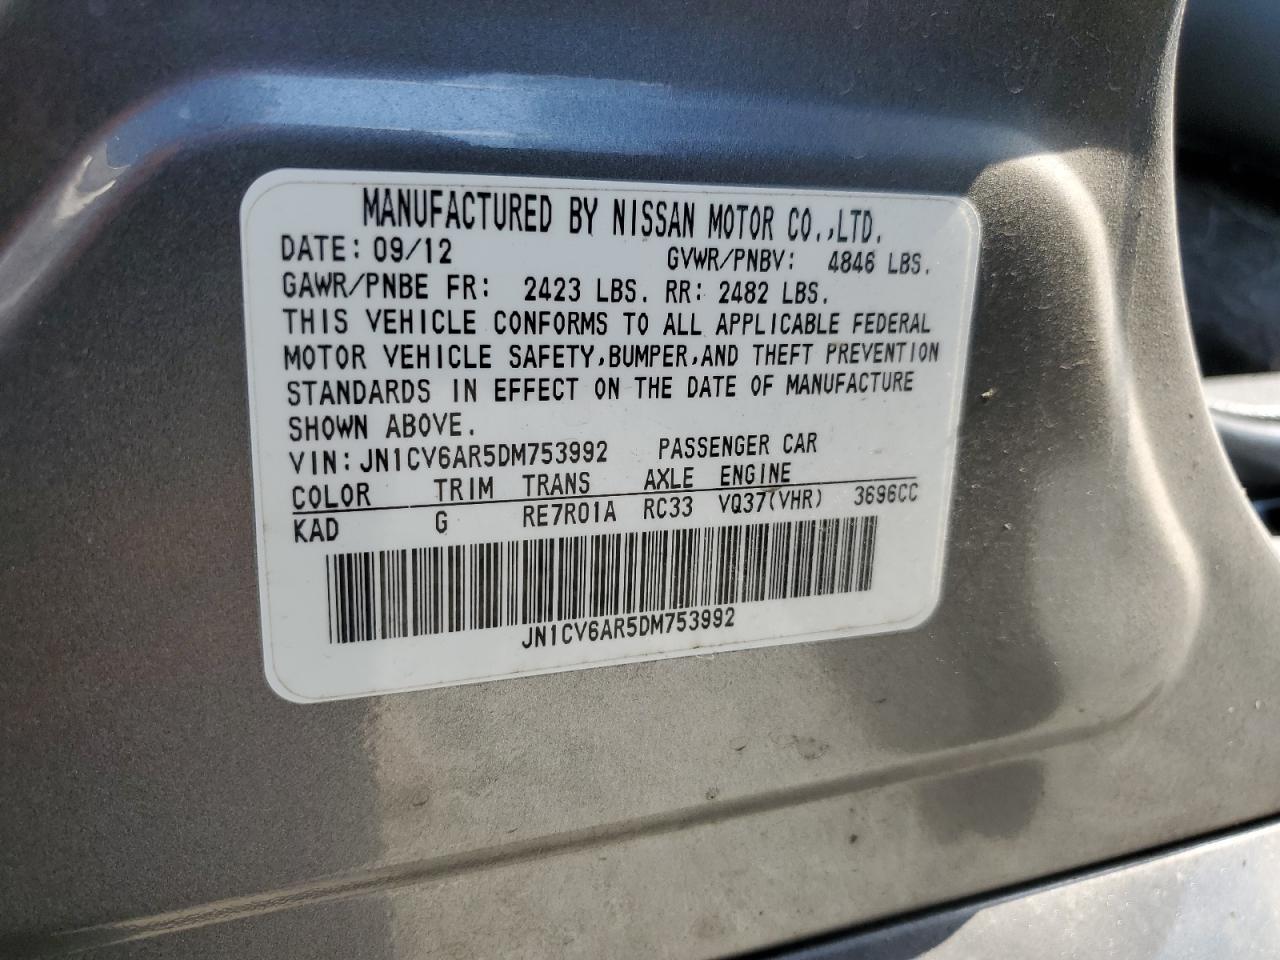 MANUFACTURED BY NISSAN MOTOR CO.,LTD.
DATE: 09/12 GVWR/PNBV: 4846 LBS.
GAWR/PNBE FR: 2423 LBS. RR: 2482 LBS.
THIS VEHICLE CONFORMS TO ALL APPLICABLE FEDERAL
MOTOR VEHICLE SAFETY,BUMPER,AND THEFT PREVENTION
STANDARDS IN EFFECT ON THE DATE OF MANUFACTURE
SHOWN ABOVE.
VIN: JN1CV6AR5DM753992 PASSENGER CAR
COLOR TRIM TRANS AXLE ENGINE
KAD G RE7R01A RC33 VQ37(VHR) 3696CC
JN1CV6AR5DM753992